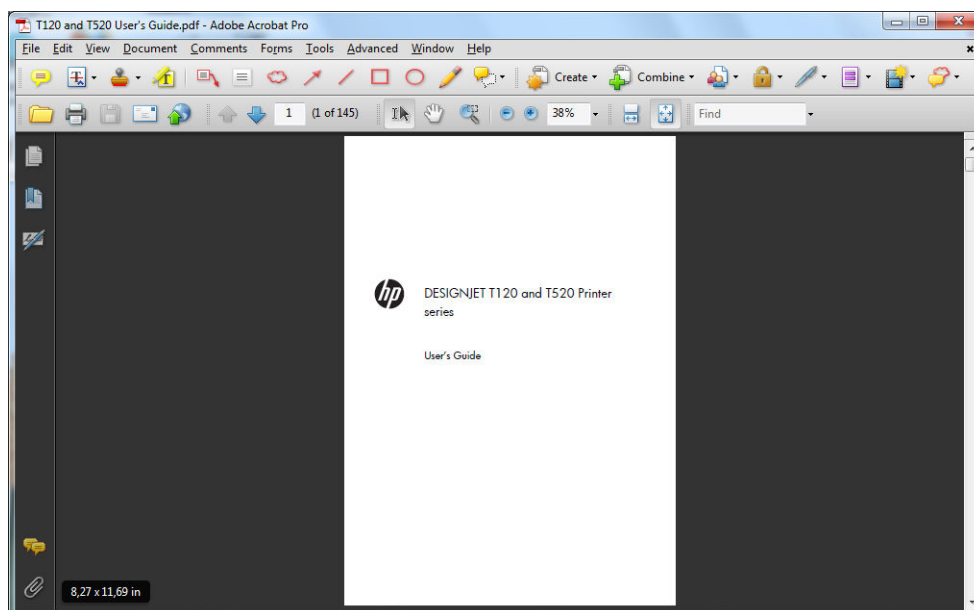 T120 and T520 User's Guide.pdf - Adobe Acrobat Pro
File Edit View Document Comments Forms Tools Advanced Window Help
Create Combine
1 (1 of 145) 38% Find
hp
DESIGNJET T120 and T520 Printer
series
User's Guide
8,27 x 11,69 in